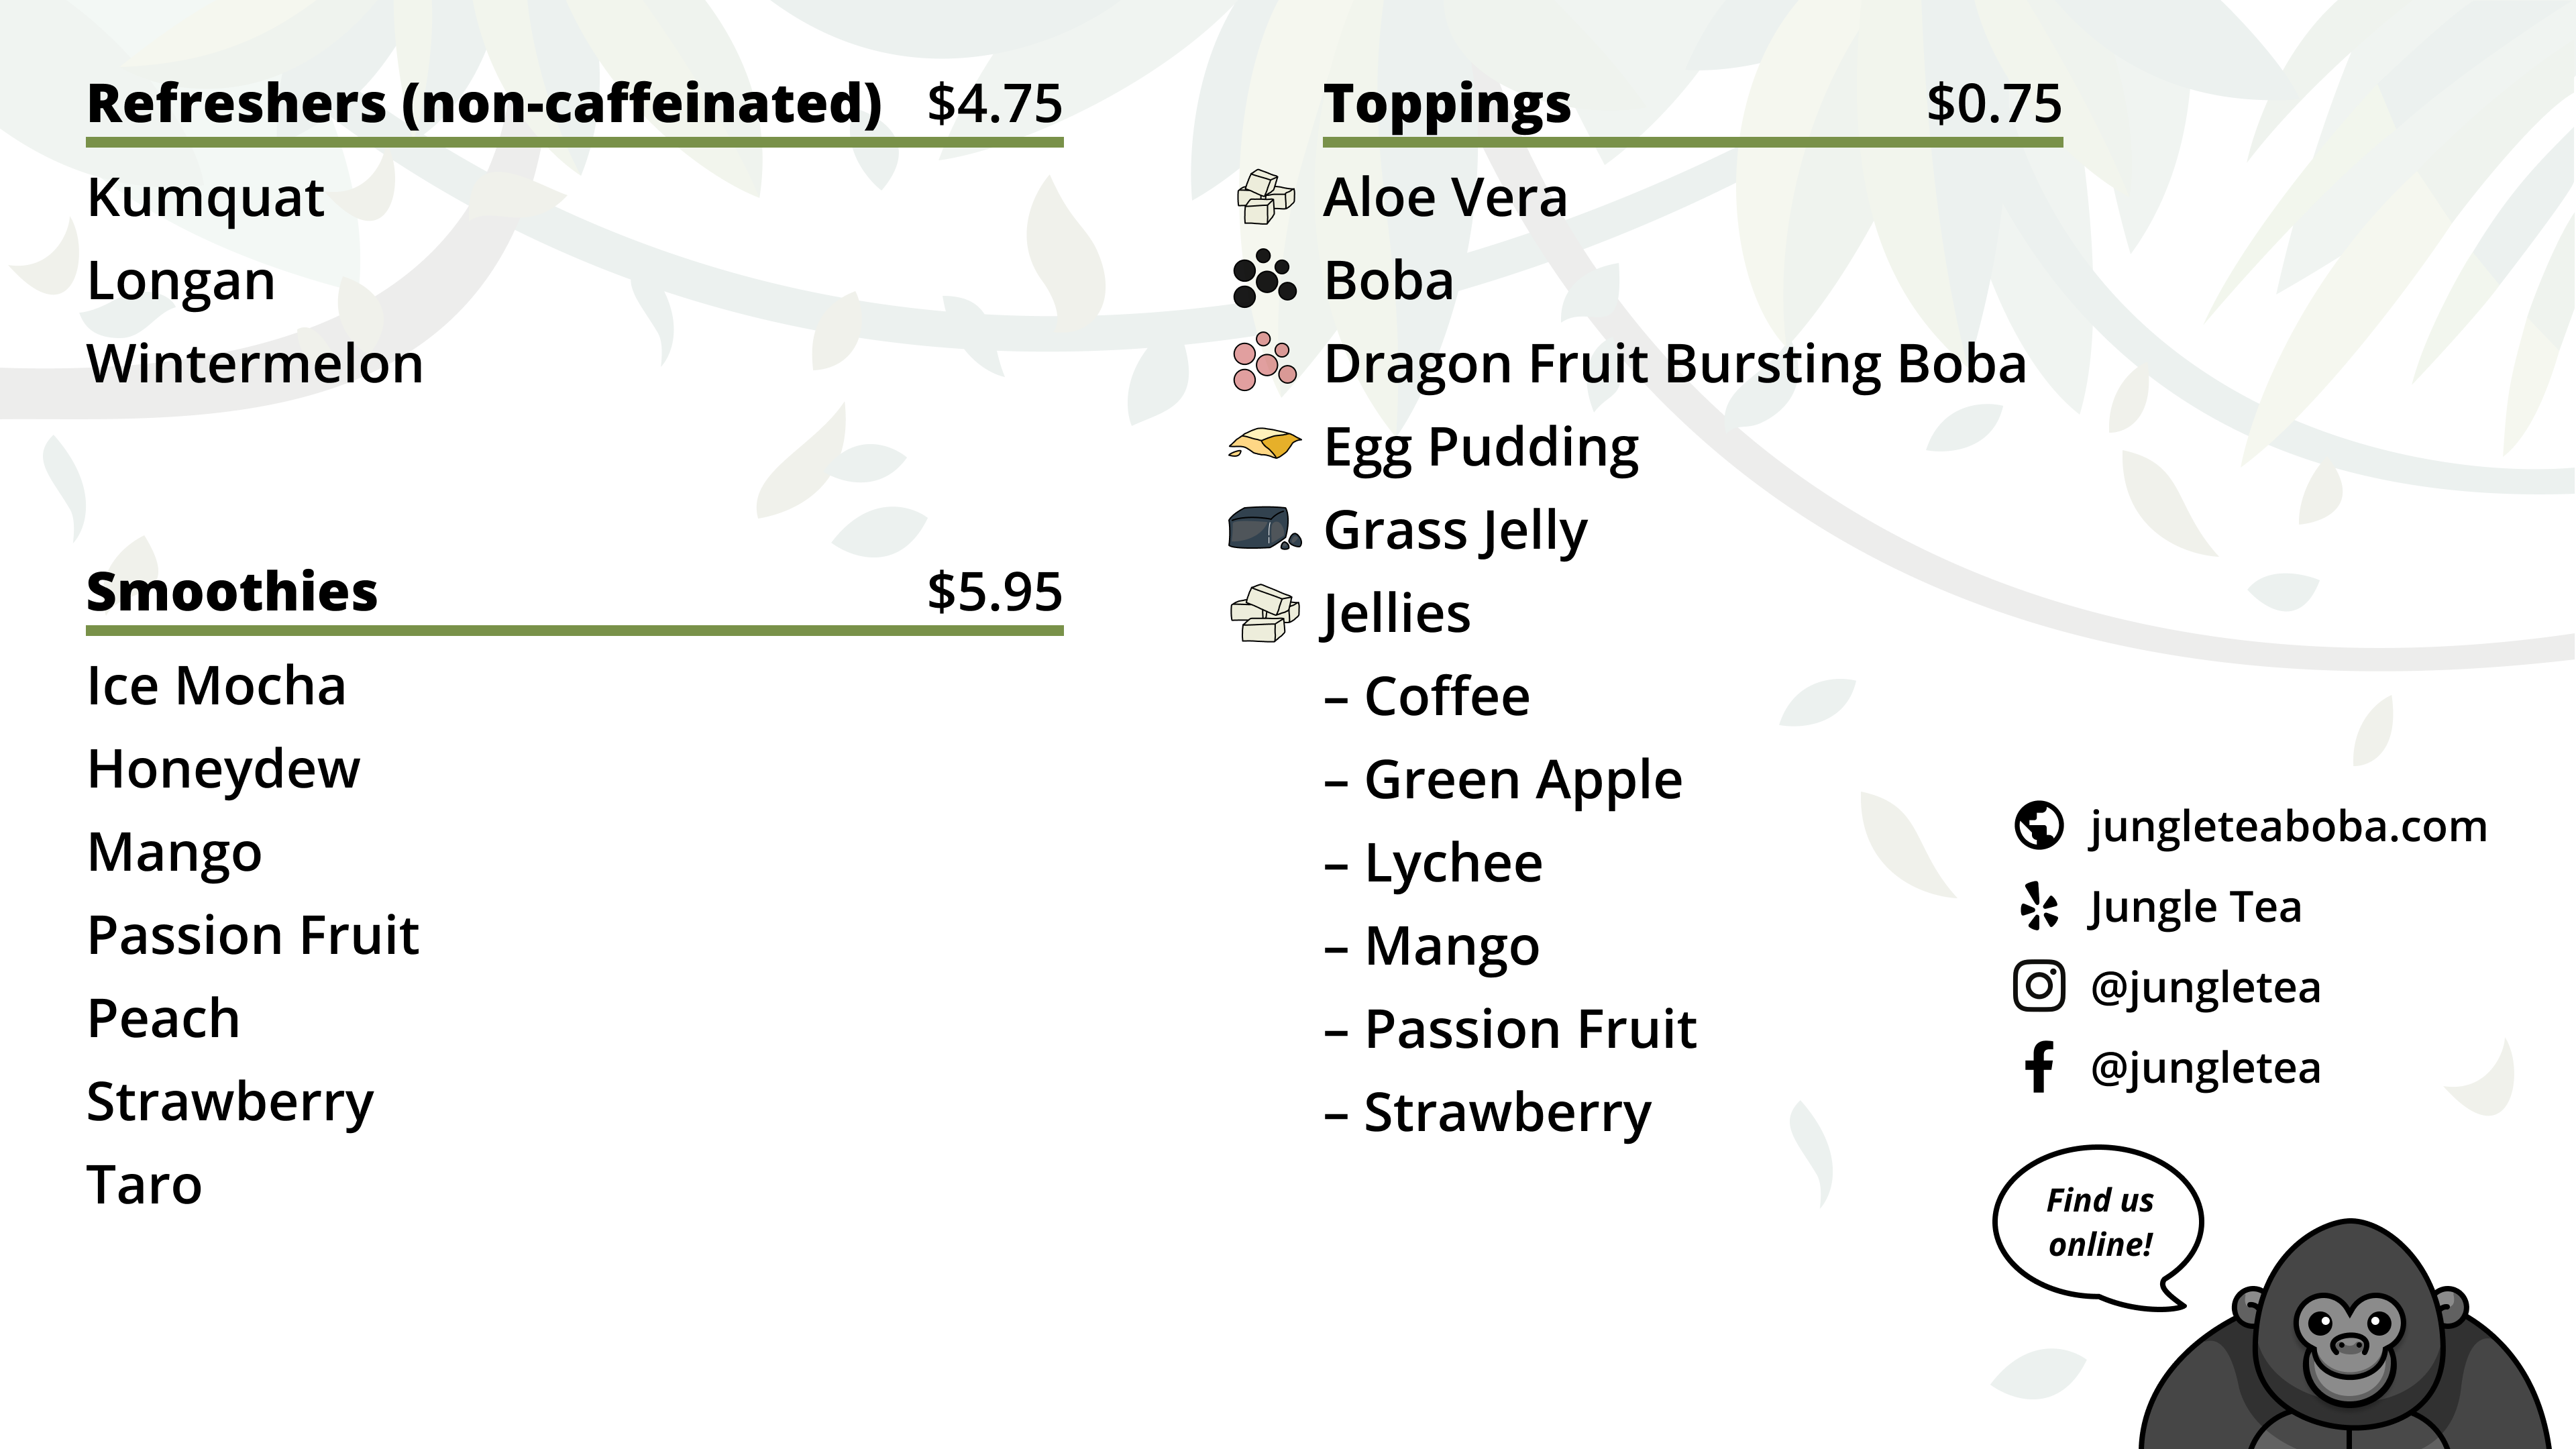 Refreshers (non-caffeinated) $4.75
Kumquat
Longan
Wintermelon
Smoothies $5.95
Ice Mocha
Honeydew
Mango
Passion Fruit
Peach
Strawberry
Taro
Toppings $0.75
Aloe Vera
Boba
Dragon Fruit Bursting Boba
Egg Pudding
Grass Jelly
Jellies
– Coffee
– Green Apple
– Lychee
– Mango
– Passion Fruit
– Strawberry
jungleteaboba.com
Jungle Tea
@jungletea
@jungletea
Find us
online!